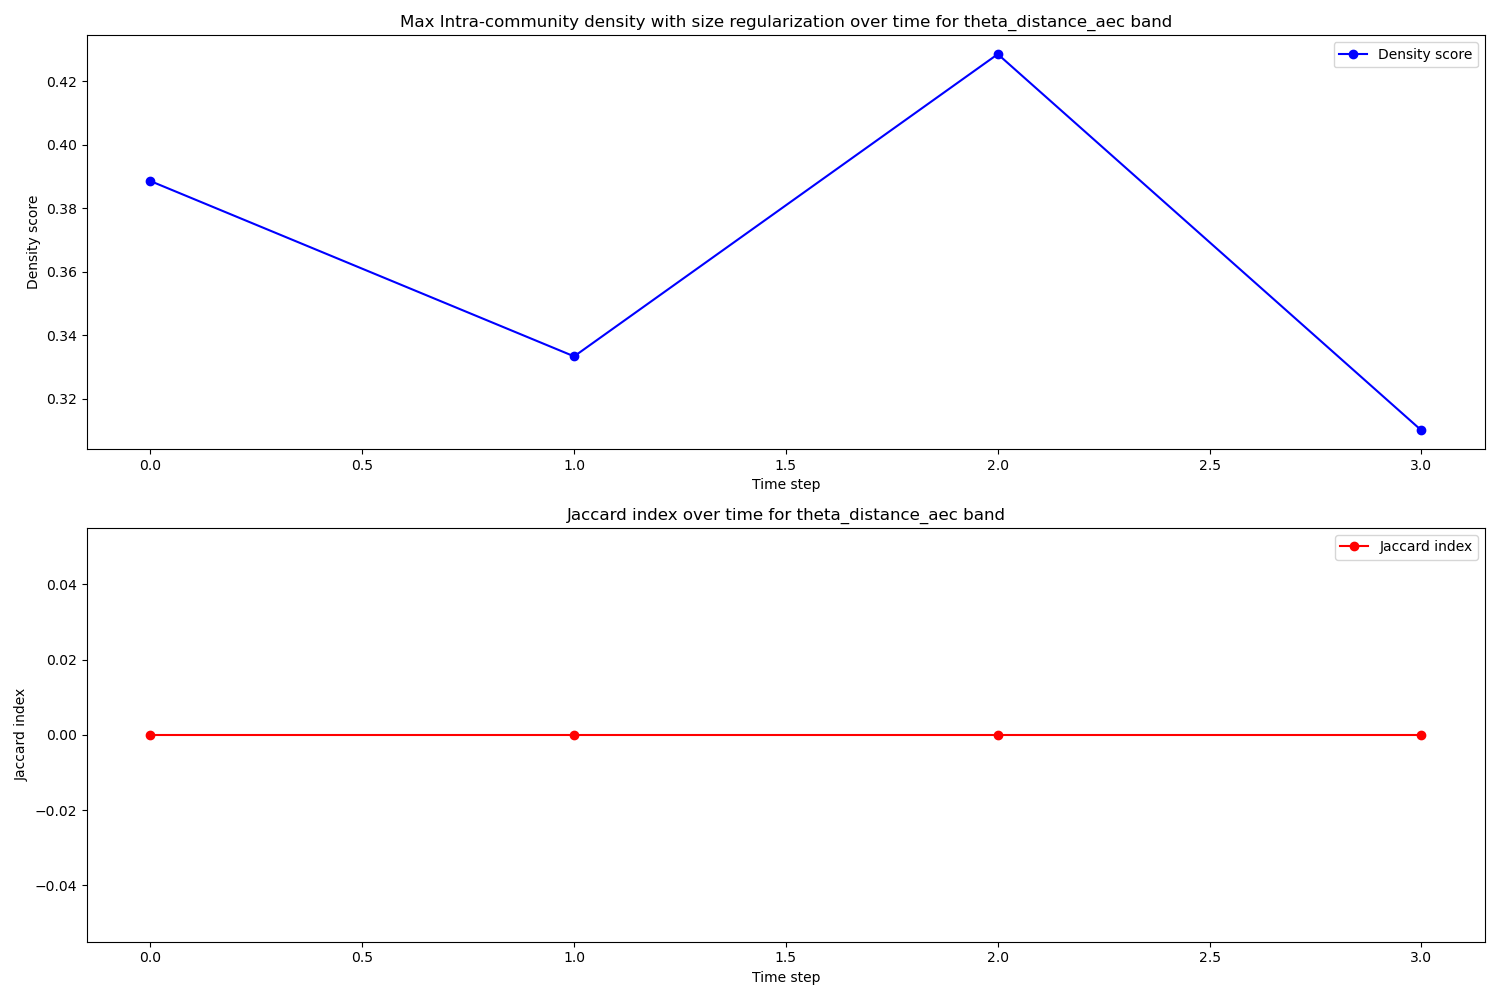 Max Intra-community density with size regularization over time for theta_distance_aec band
Density score
0.42
0.40
0.38
0.36
0.34
0.32
Density score
0.0 0.5 1.0 1.5 2.0 2.5 3.0
Time step
Jaccard index over time for theta_distance_aec band
Jaccard index
0.04
0.02
0.00
−0.02
−0.04
Jaccard index
0.0 0.5 1.0 1.5 2.0 2.5 3.0
Time step